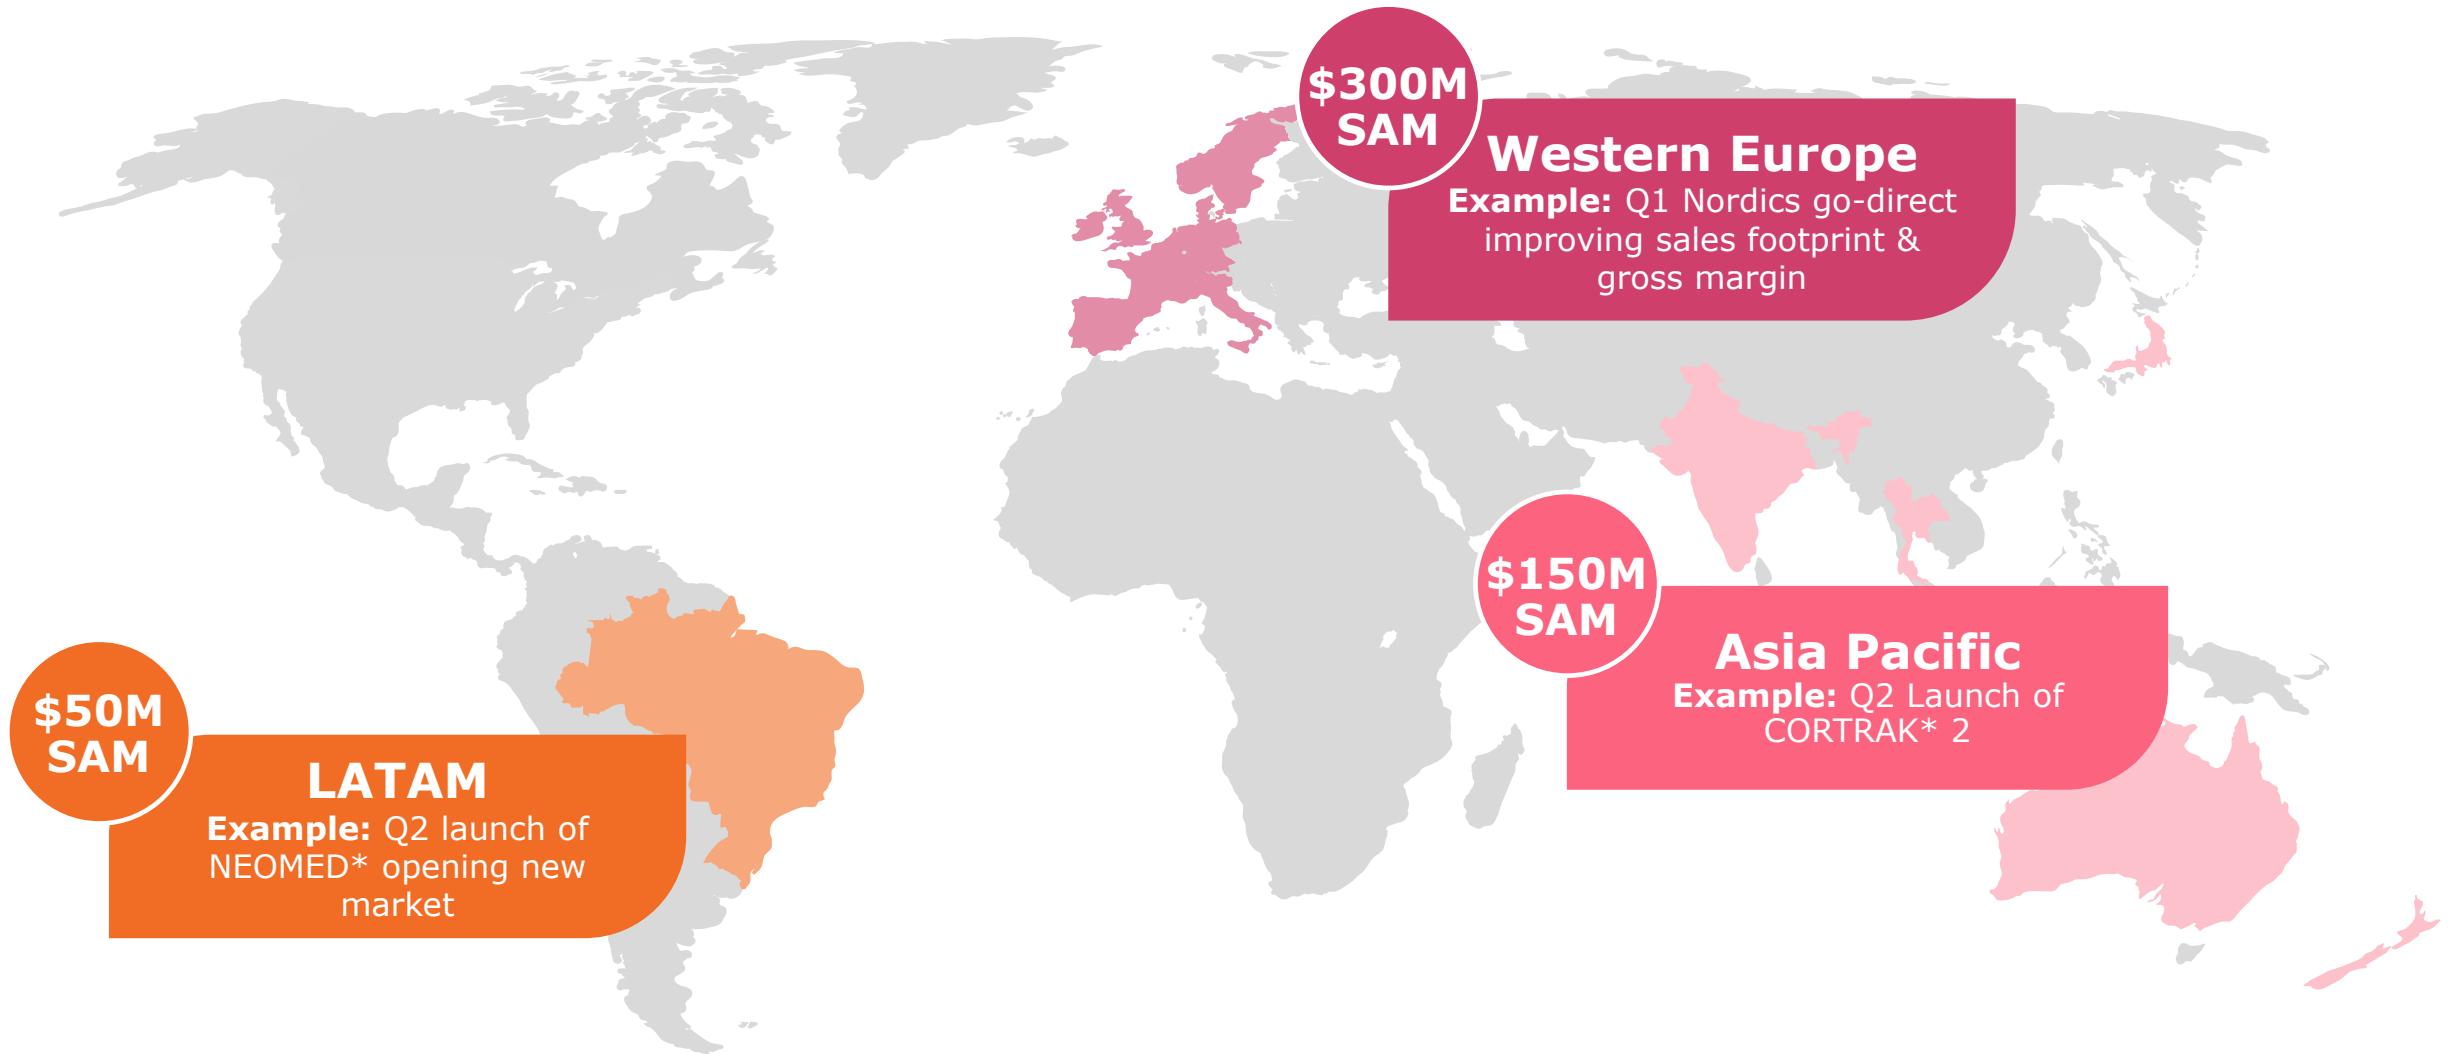 $300M
SAM
Western Europe
Example: Q1 Nordics go-direct
improving sales footprint &
gross margin
$150M
SAM
Asia Pacific
Example: Q2 Launch of
CORTRAK* 2
$50M
SAM
LATAM
Example: Q2 launch of
NEOMED* opening new
market